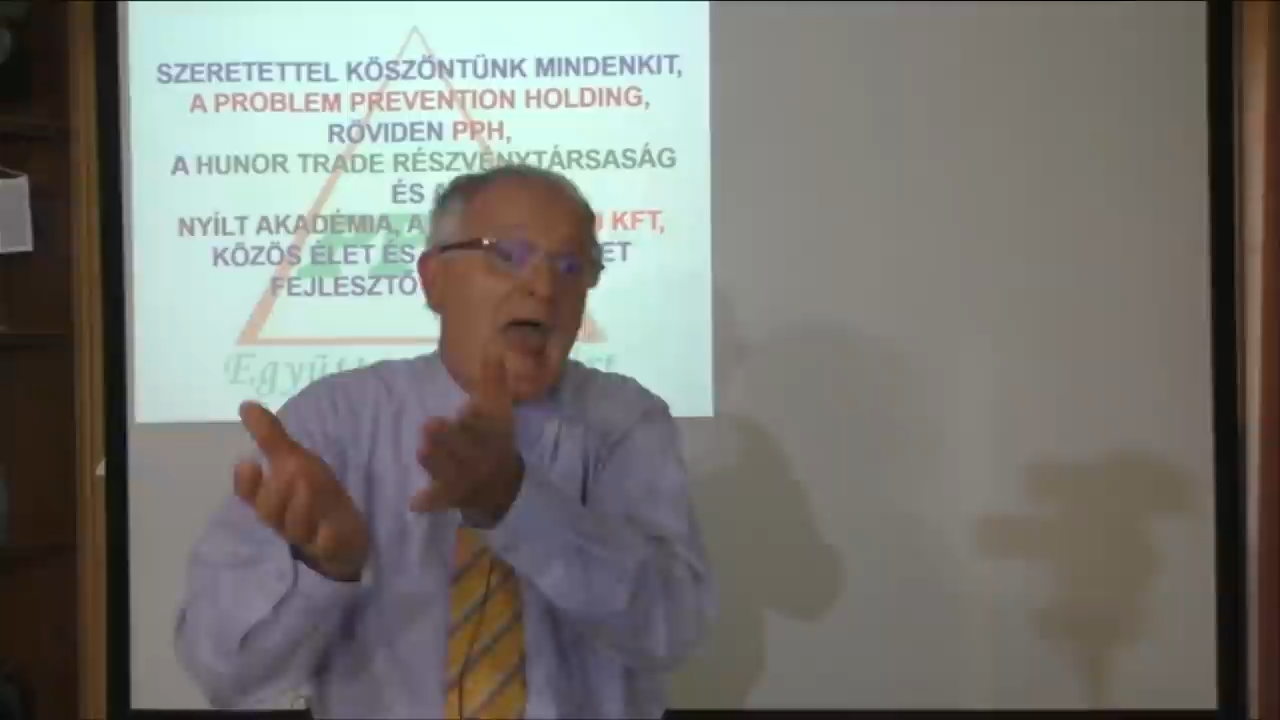 SZERETETTEL KÖSZÖNTÜNK MINDENKIT,
A PROBLEM PREVENTION HOLDING,
RÖVIDEN PPH,
A HUNOR TRADE RÉSZVÉNYTÁRSASÁG
ÉS A
NYÍLT AKADÉMIA, A KFT,
KÖZÖS ÉLET ÉS
FEJLESZTŐ